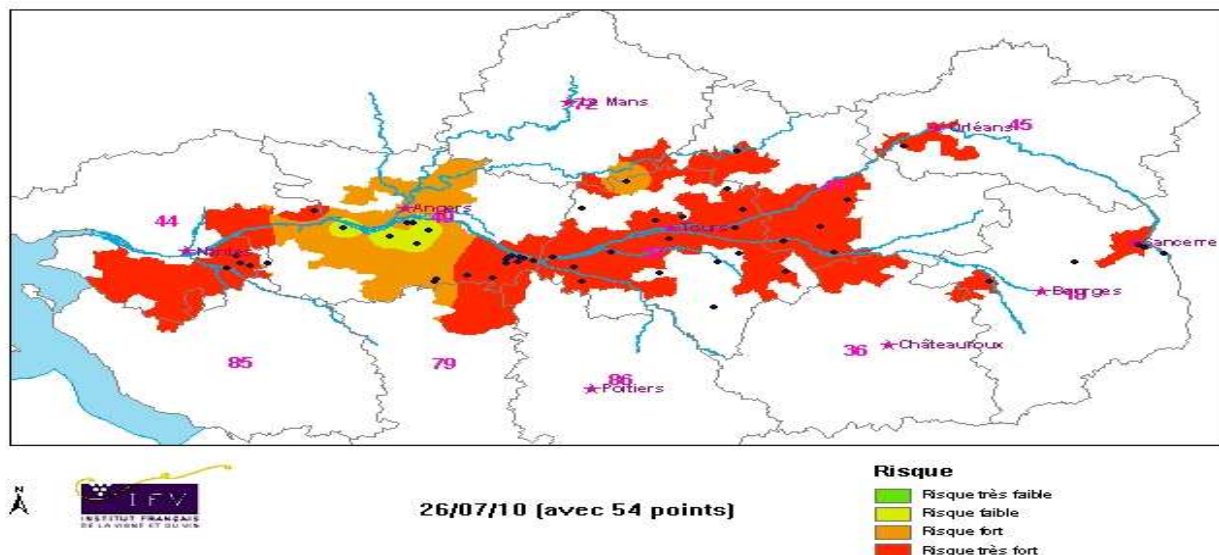 72
Le Mans
Orléans
45
Angers
49
44
Nantes
Tours
Sancerre
Bourges
18
85
79
86
Poitiers
36
Châteauroux
N
IFV
INSTITUT FRANÇAIS
DE LA VIGNE ET DU VIN
26/07/10 (avec 54 points)
Risque
Risque très faible
Risque faible
Risque fort
Risque très fort